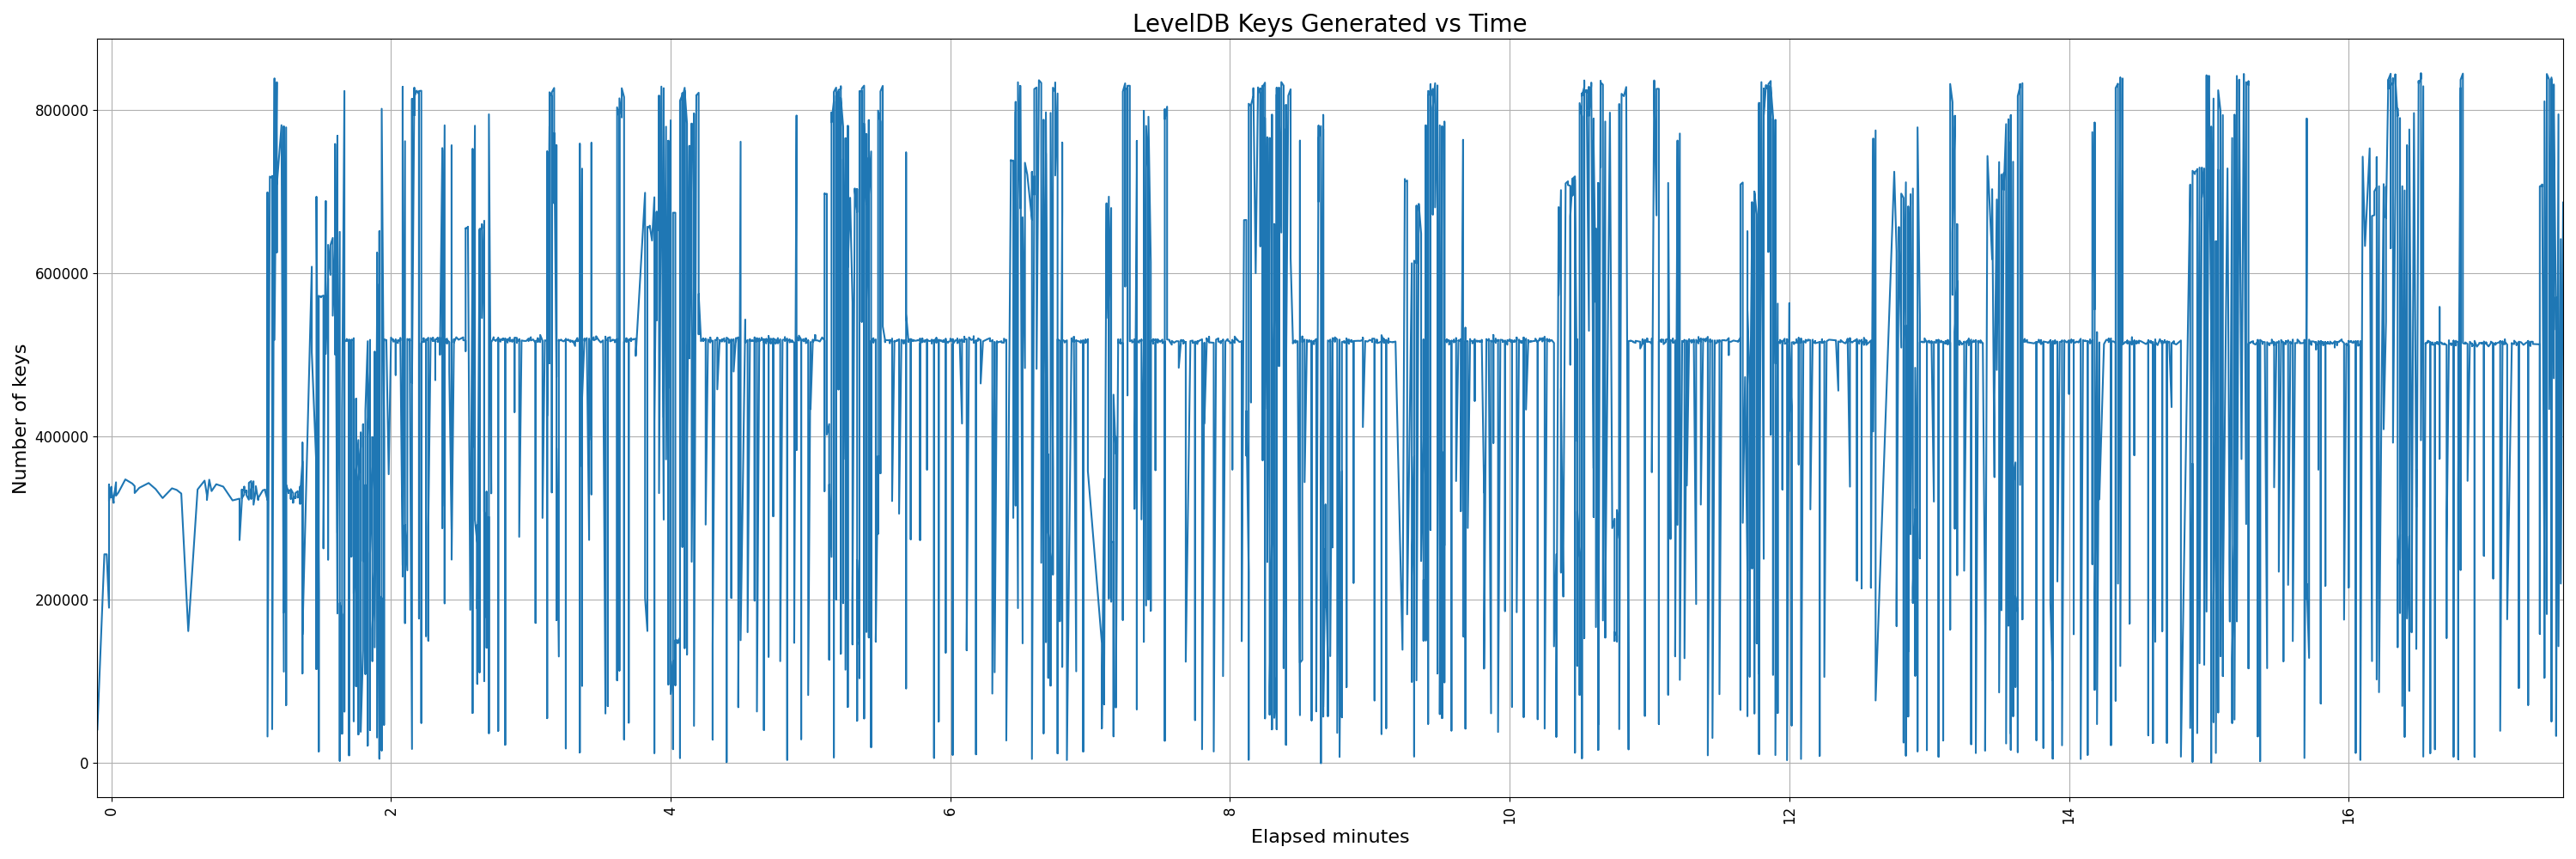 LevelDB Keys Generated vs Time
Number of keys
800000
600000
400000
200000
0
0 2 4 6 8 10 12 14 16
Elapsed minutes